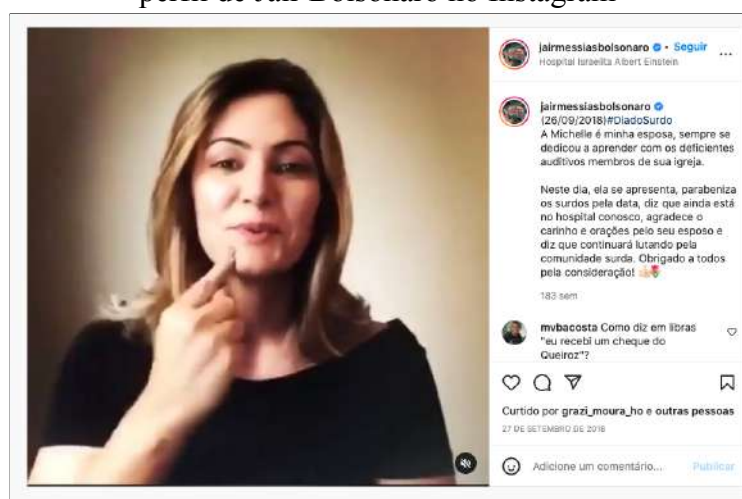 perfil de Jair Bolsonaro no Instagram
jairmessiasbolsonaro • Seguir
Hospital Israelita Albert Einstein
...
jairmessiasbolsonaro
(26/09/2018)#DiadoSurdo
A Michelle é minha esposa, sempre se
dedicou a aprender com os deficientes
auditivos membros de sua igreja.
Neste dia, ela se apresenta, parabeniza
os surdos pela data, diz que ainda está
no hospital conosco, agradece o
carinho e orações pelo seu esposo e
diz que continuará lutando pela
comunidade surda. Obrigado a todos
pela consideração!
183 sem
mvbacosta Como diz em libras
"eu recebi um cheque do
Queiroz"?
Curtido por grazi_moura_ho e outras pessoas
27 DE SETEMBRO DE 2018
Adicione um comentário... Publicar